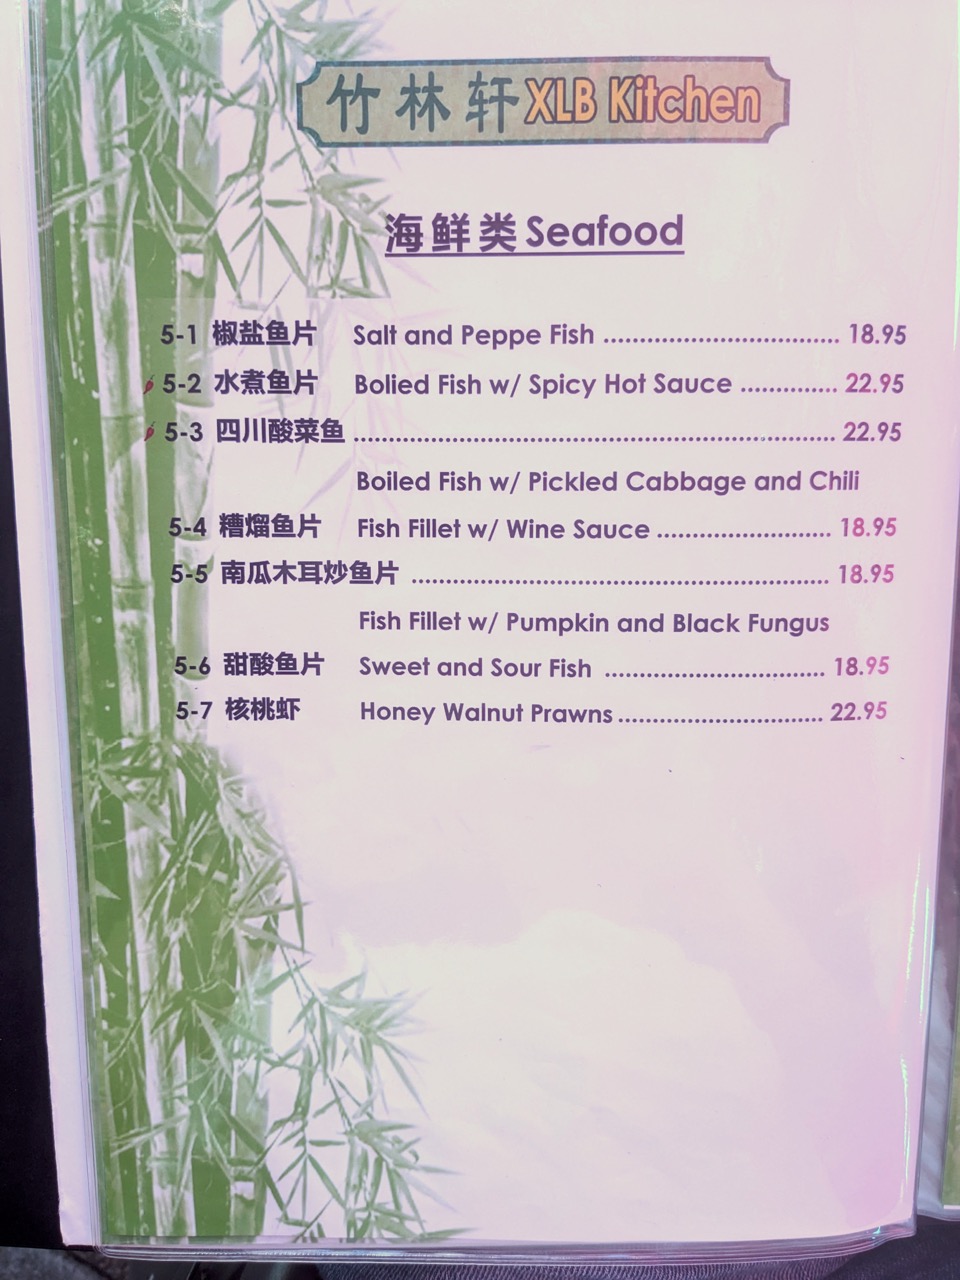 竹林轩 XLB Kitchen
海鲜类 Seafood
5-1 椒盐鱼片 Salt and Peppe Fish ........................................ 18.95
5-2 水煮鱼片 Bolied Fish w/ Spicy Hot Sauce ................ 22.95
5-3 四川酸菜鱼 ................................................................................ 22.95
Boiled Fish w/ Pickled Cabbage and Chili
5-4 糟熘鱼片 Fish Fillet w/ Wine Sauce .............................. 18.95
5-5 南瓜木耳炒鱼片 ...................................................................... 18.95
Fish Fillet w/ Pumpkin and Black Fungus
5-6 甜酸鱼片 Sweet and Sour Fish ...................................... 18.95
5-7 核桃虾 Honey Walnut Prawns ................................... 22.95